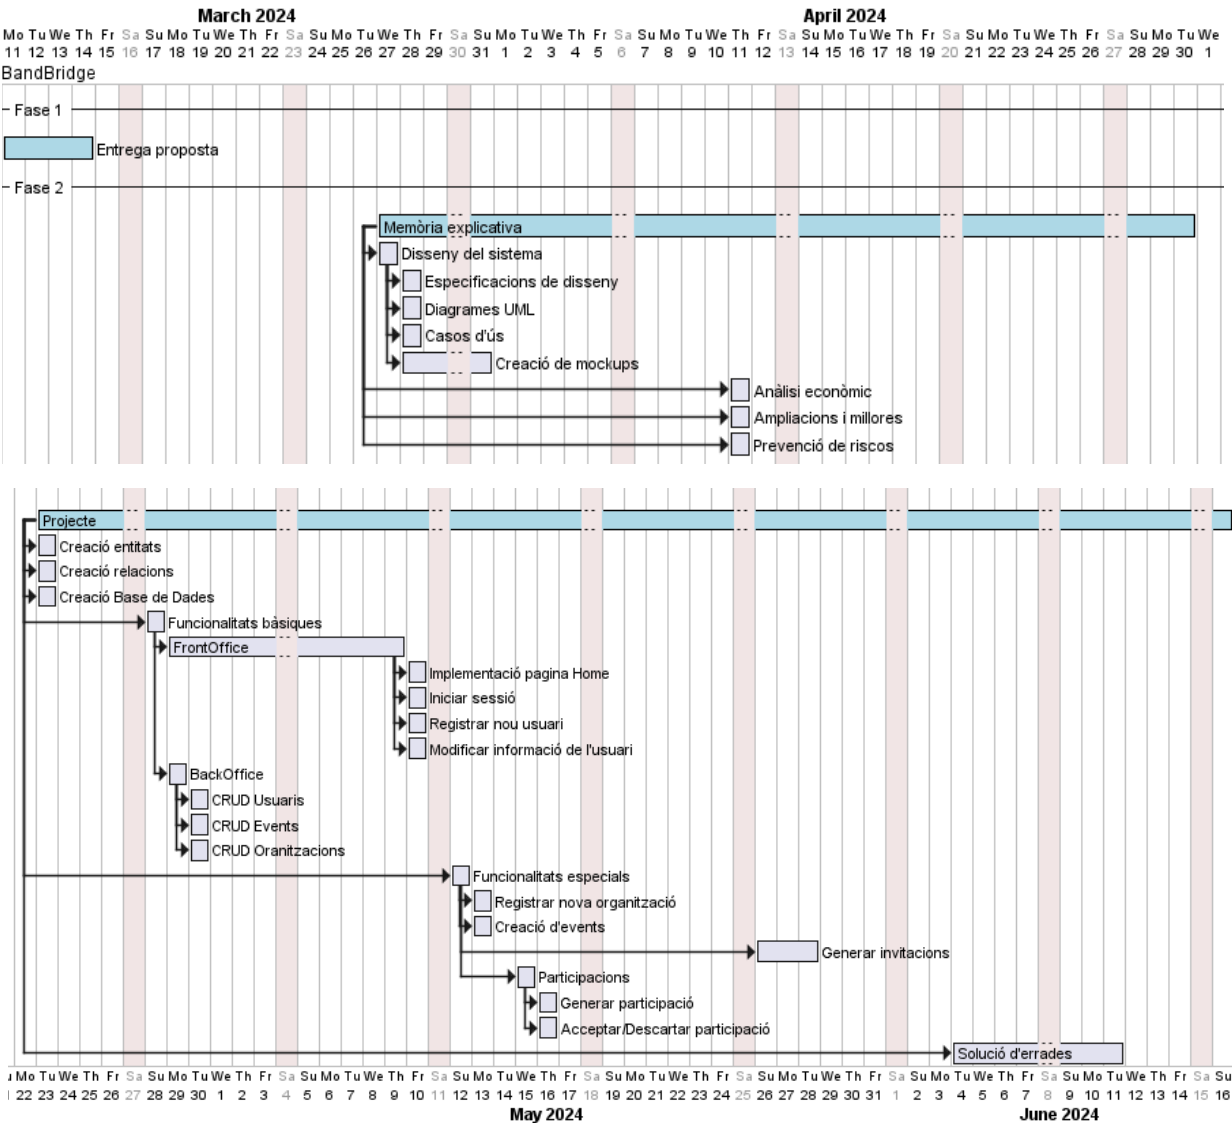 March 2024 April 2024
Mo Tu We Th Fr Sa Su Mo Tu We Th Fr Sa Su Mo Tu We Th Fr Sa Su Mo Tu We Th Fr Sa Su Mo Tu We Th Fr Sa Su Mo Tu We Th Fr Sa Su Mo Tu We Th Fr Sa Su Mo Tu We
11 12 13 14 15 16 17 18 19 20 21 22 23 24 25 26 27 28 29 30 31 1 2 3 4 5 6 7 8 9 10 11 12 13 14 15 16 17 18 19 20 21 22 23 24 25 26 27 28 29 30 1
BandBridge
Fase 1
Entrega proposta
Fase 2
Memòria explicativa
Disseny del sistema
Especificacions de disseny
Diagrames UML
Casos d'ús
Creació de mockups
Anàlisi econòmic
Ampliacions i millores
Prevenció de riscos
Projecte
Creació entitats
Creació relacions
Creació Base de Dades
Funcionalitats bàsiques
FrontOffice
Implementació pagina Home
Iniciar sessió
Registrar nou usuari
Modificar informació de l'usuari
BackOffice
CRUD Usuaris
CRUD Events
CRUD Oranitzacions
Funcionalitats especials
Registrar nova organització
Creació d'events
Generar invitacions
Participacions
Generar participació
Acceptar/Descartar participació
Solució d'errades
Mo Tu We Th Fr Sa Su Mo Tu We Th Fr Sa Su Mo Tu We Th Fr Sa Su Mo Tu We Th Fr Sa Su Mo Tu We Th Fr Sa Su Mo Tu We Th Fr Sa Su Mo Tu We Th Fr Sa Su Mo Tu We Th Fr Sa Su
22 23 24 25 26 27 28 29 30 1 2 3 4 5 6 7 8 9 10 11 12 13 14 15 16 17 18 19 20 21 22 23 24 25 26 27 28 29 30 31 1 2 3 4 5 6 7 8 9 10 11 12 13 14 15 16
May 2024 June 2024